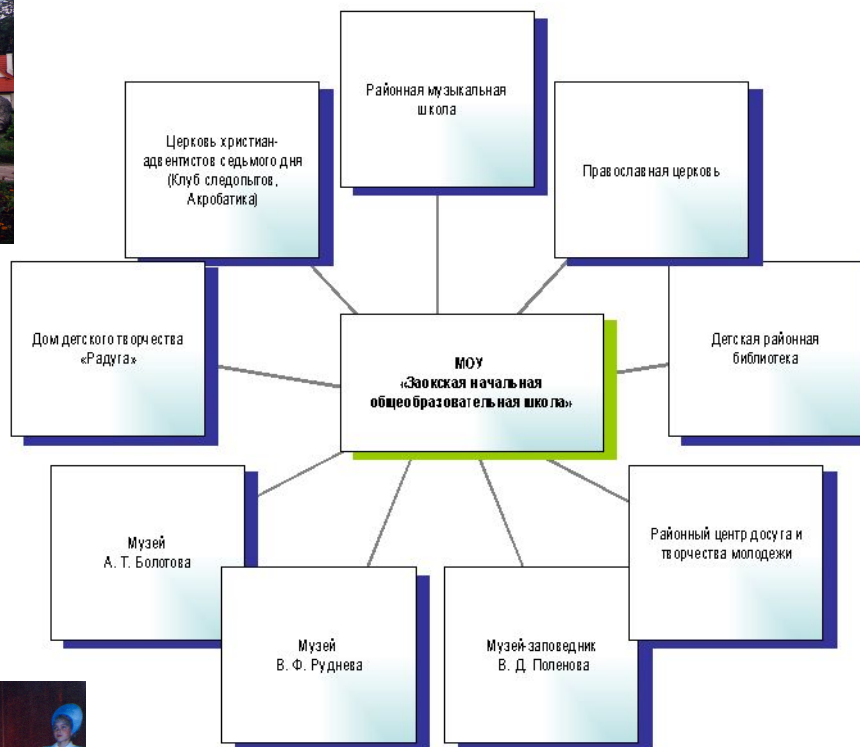 Районная музыкальная
школа
Церковь христиан-
адвентистов седьмого дня
(Клуб следопытов,
Акробатика)
Православная церковь
Дом детского творчества
«Радуга»
МОУ
«Заокская начальная
общеобразовательная школа»
Детская районная
библиотека
Музей
А. Т. Болотова
Районный центр досуга и
творчества молодежи
Музей
В. Ф. Руднева
Музей-заповедник
В. Д. Поленова